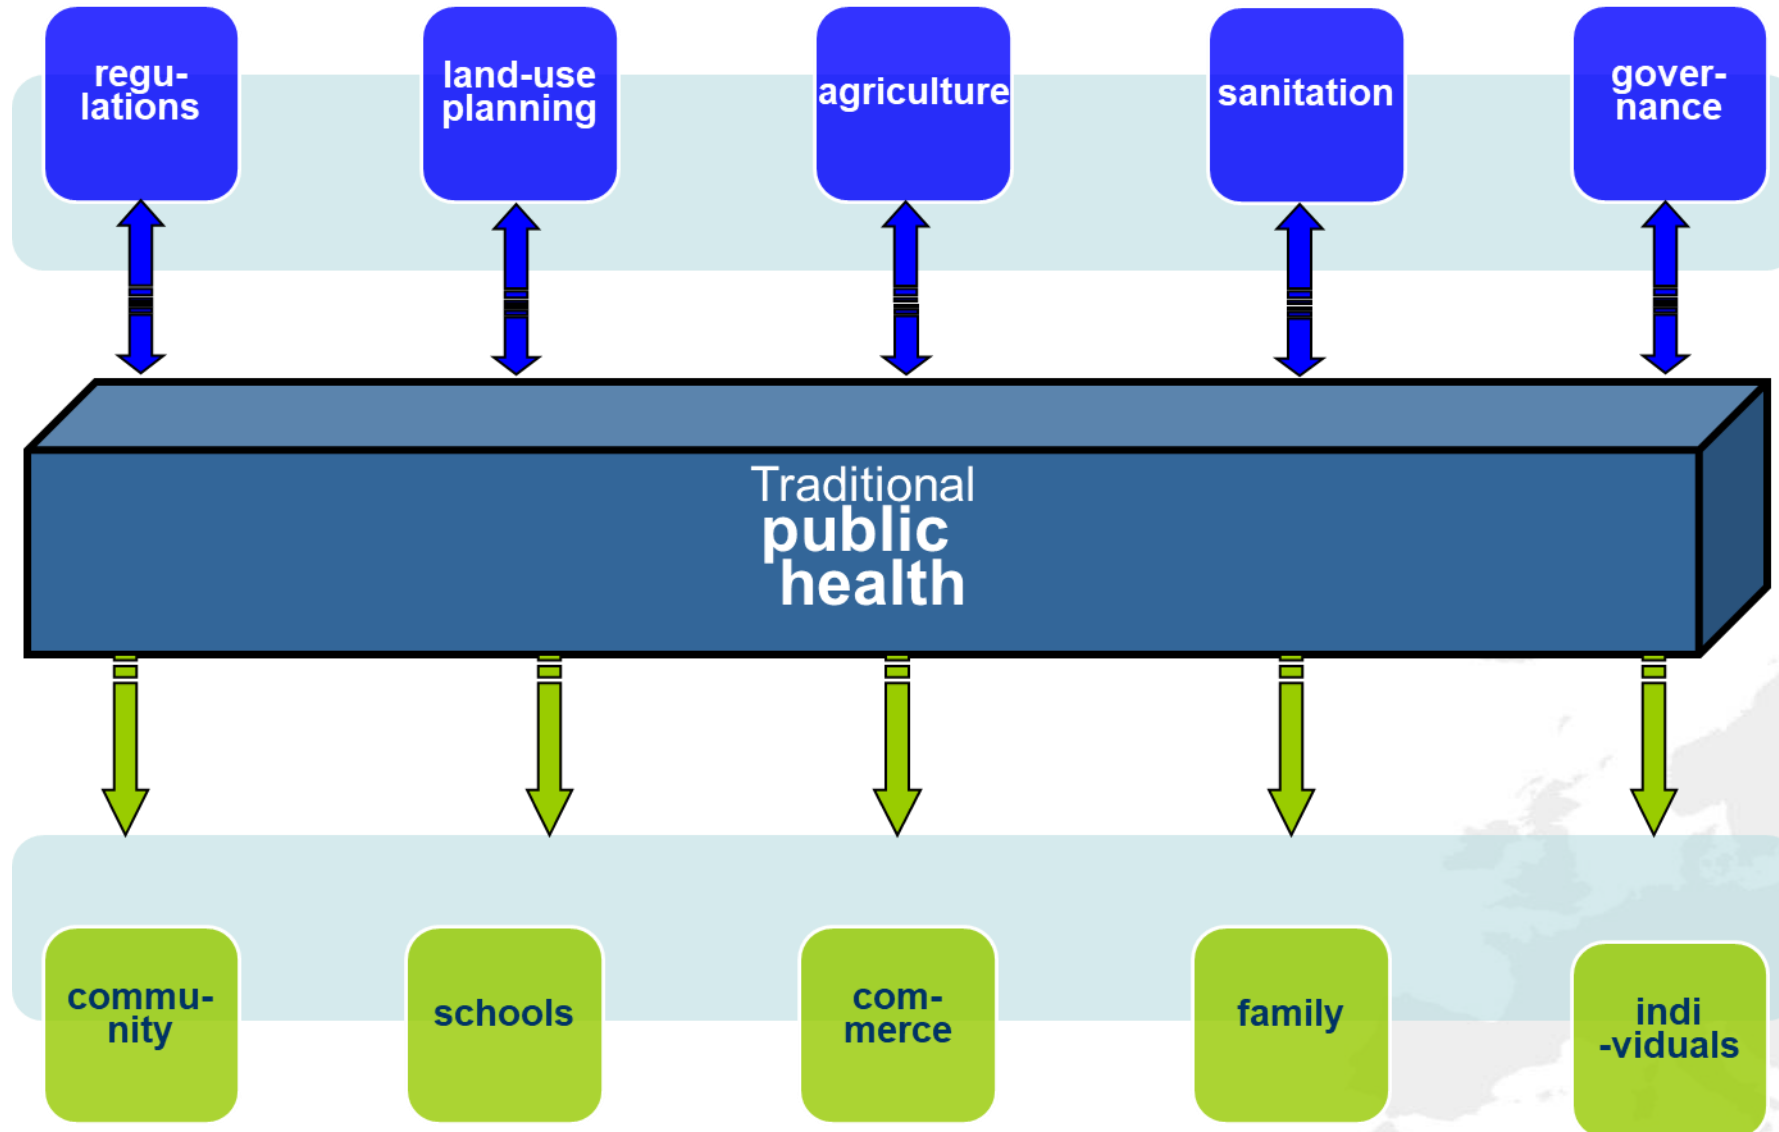 regu-
lations
land-use
planning
agriculture
sanitation
gover-
nance
Traditional
public
health
commu-
nity
schools
com-
merce
family
indi
-viduals